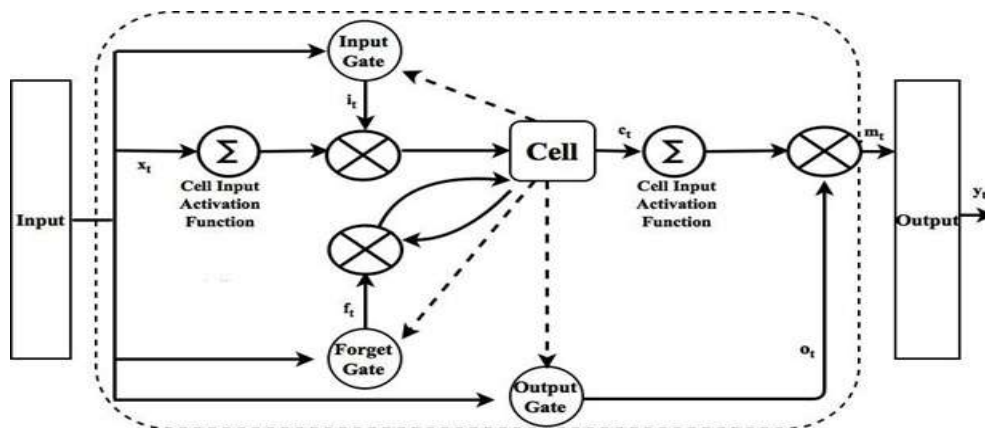 Input
Gate
i_t
x_t
Σ
Cell Input
Activation
Function
Cell
c_t
Σ
Cell Input
Activation
Function
m_t
Input
Output
y_t
f_t
Forget
Gate
Output
Gate
o_t